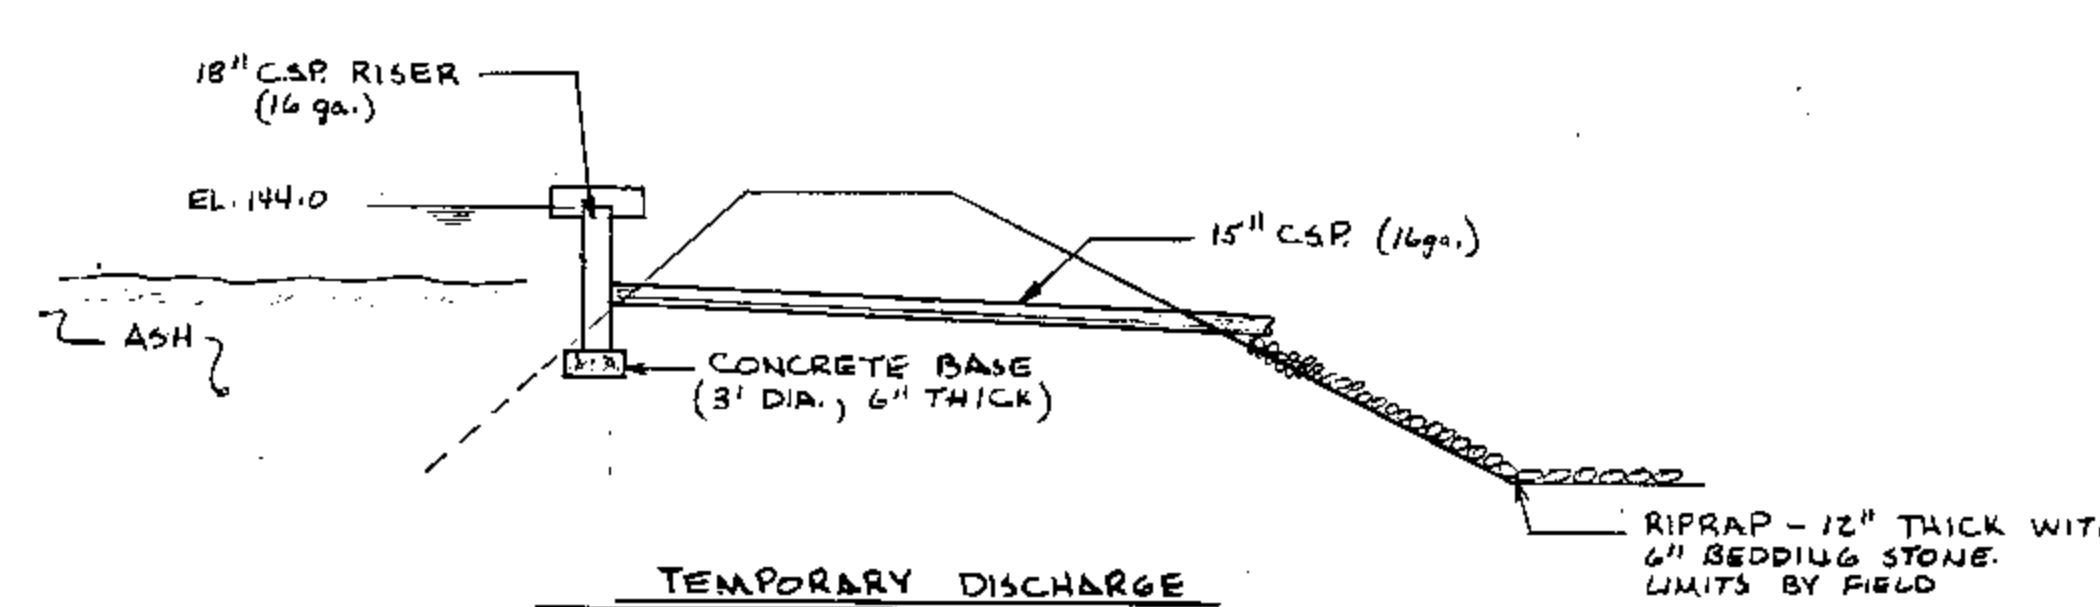 18" C.S.P. RISER
(16 ga.)
EL. 144.0
15" C.S.P. (16ga.)
ASH
CONCRETE BASE
(3' DIA., 6" THICK)
RIPRAP - 12" THICK WIT
6" BEDDING STONE.
LIMITS BY FIELD
TEMPORARY DISCHARGE